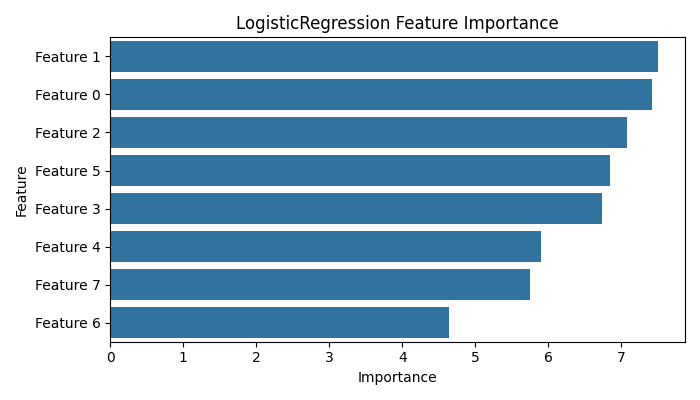 LogisticRegression Feature Importance
Feature
Feature 1
Feature 0
Feature 2
Feature 5
Feature 3
Feature 4
Feature 7
Feature 6
0 1 2 3 4 5 6 7
Importance